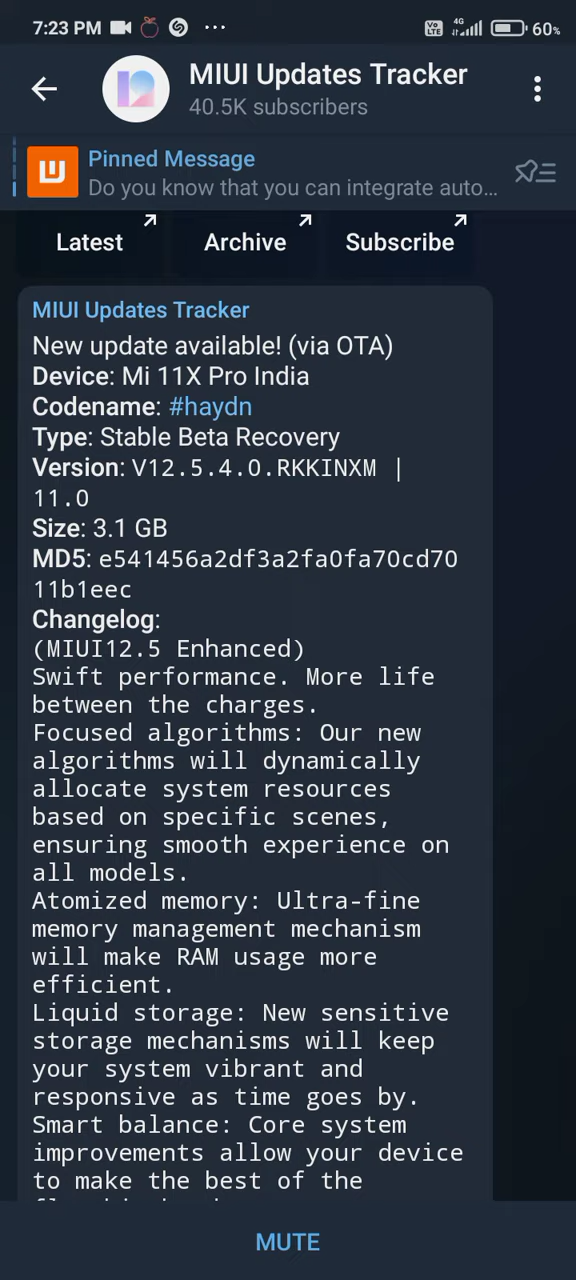 7:23 PM ... Vo LTE 4G 60%
MIUI Updates Tracker
40.5K subscribers
Pinned Message
Do you know that you can integrate auto...
Latest Archive Subscribe
MIUI Updates Tracker
New update available! (via OTA)
Device: Mi 11X Pro India
Codename: #haydn
Type: Stable Beta Recovery
Version: V12.5.4.0.RKKINXM |
11.0
Size: 3.1 GB
MD5: e541456a2df3a2fa0fa70cd70
11b1eec
Changelog:
(MIUI12.5 Enhanced)
Swift performance. More life
between the charges.
Focused algorithms: Our new
algorithms will dynamically
allocate system resources
based on specific scenes,
ensuring smooth experience on
all models.
Atomized memory: Ultra-fine
memory management mechanism
will make RAM usage more
efficient.
Liquid storage: New sensitive
storage mechanisms will keep
your system vibrant and
responsive as time goes by.
Smart balance: Core system
improvements allow your device
to make the best of the
MUTE